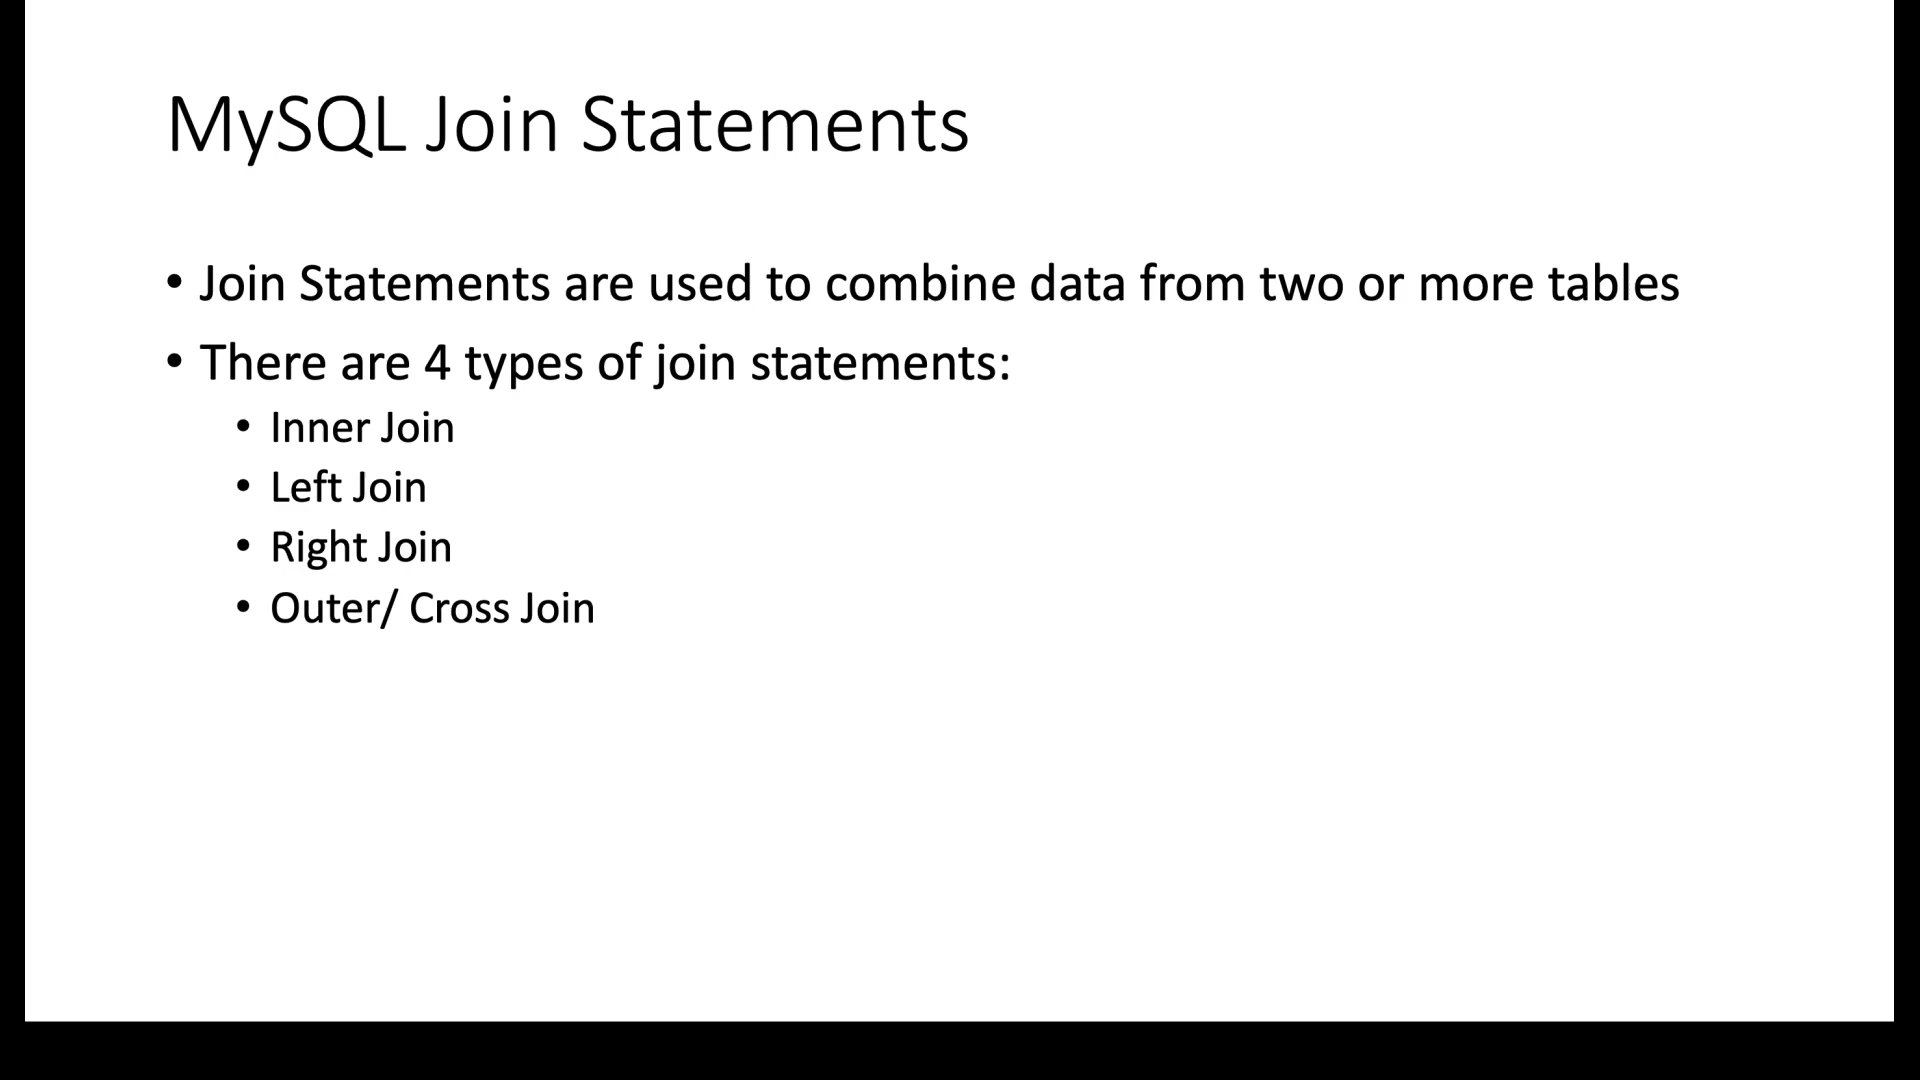 MySQL Join Statements
• Join Statements are used to combine data from two or more tables
• There are 4 types of join statements:
• Inner Join
• Left Join
• Right Join
• Outer/ Cross Join